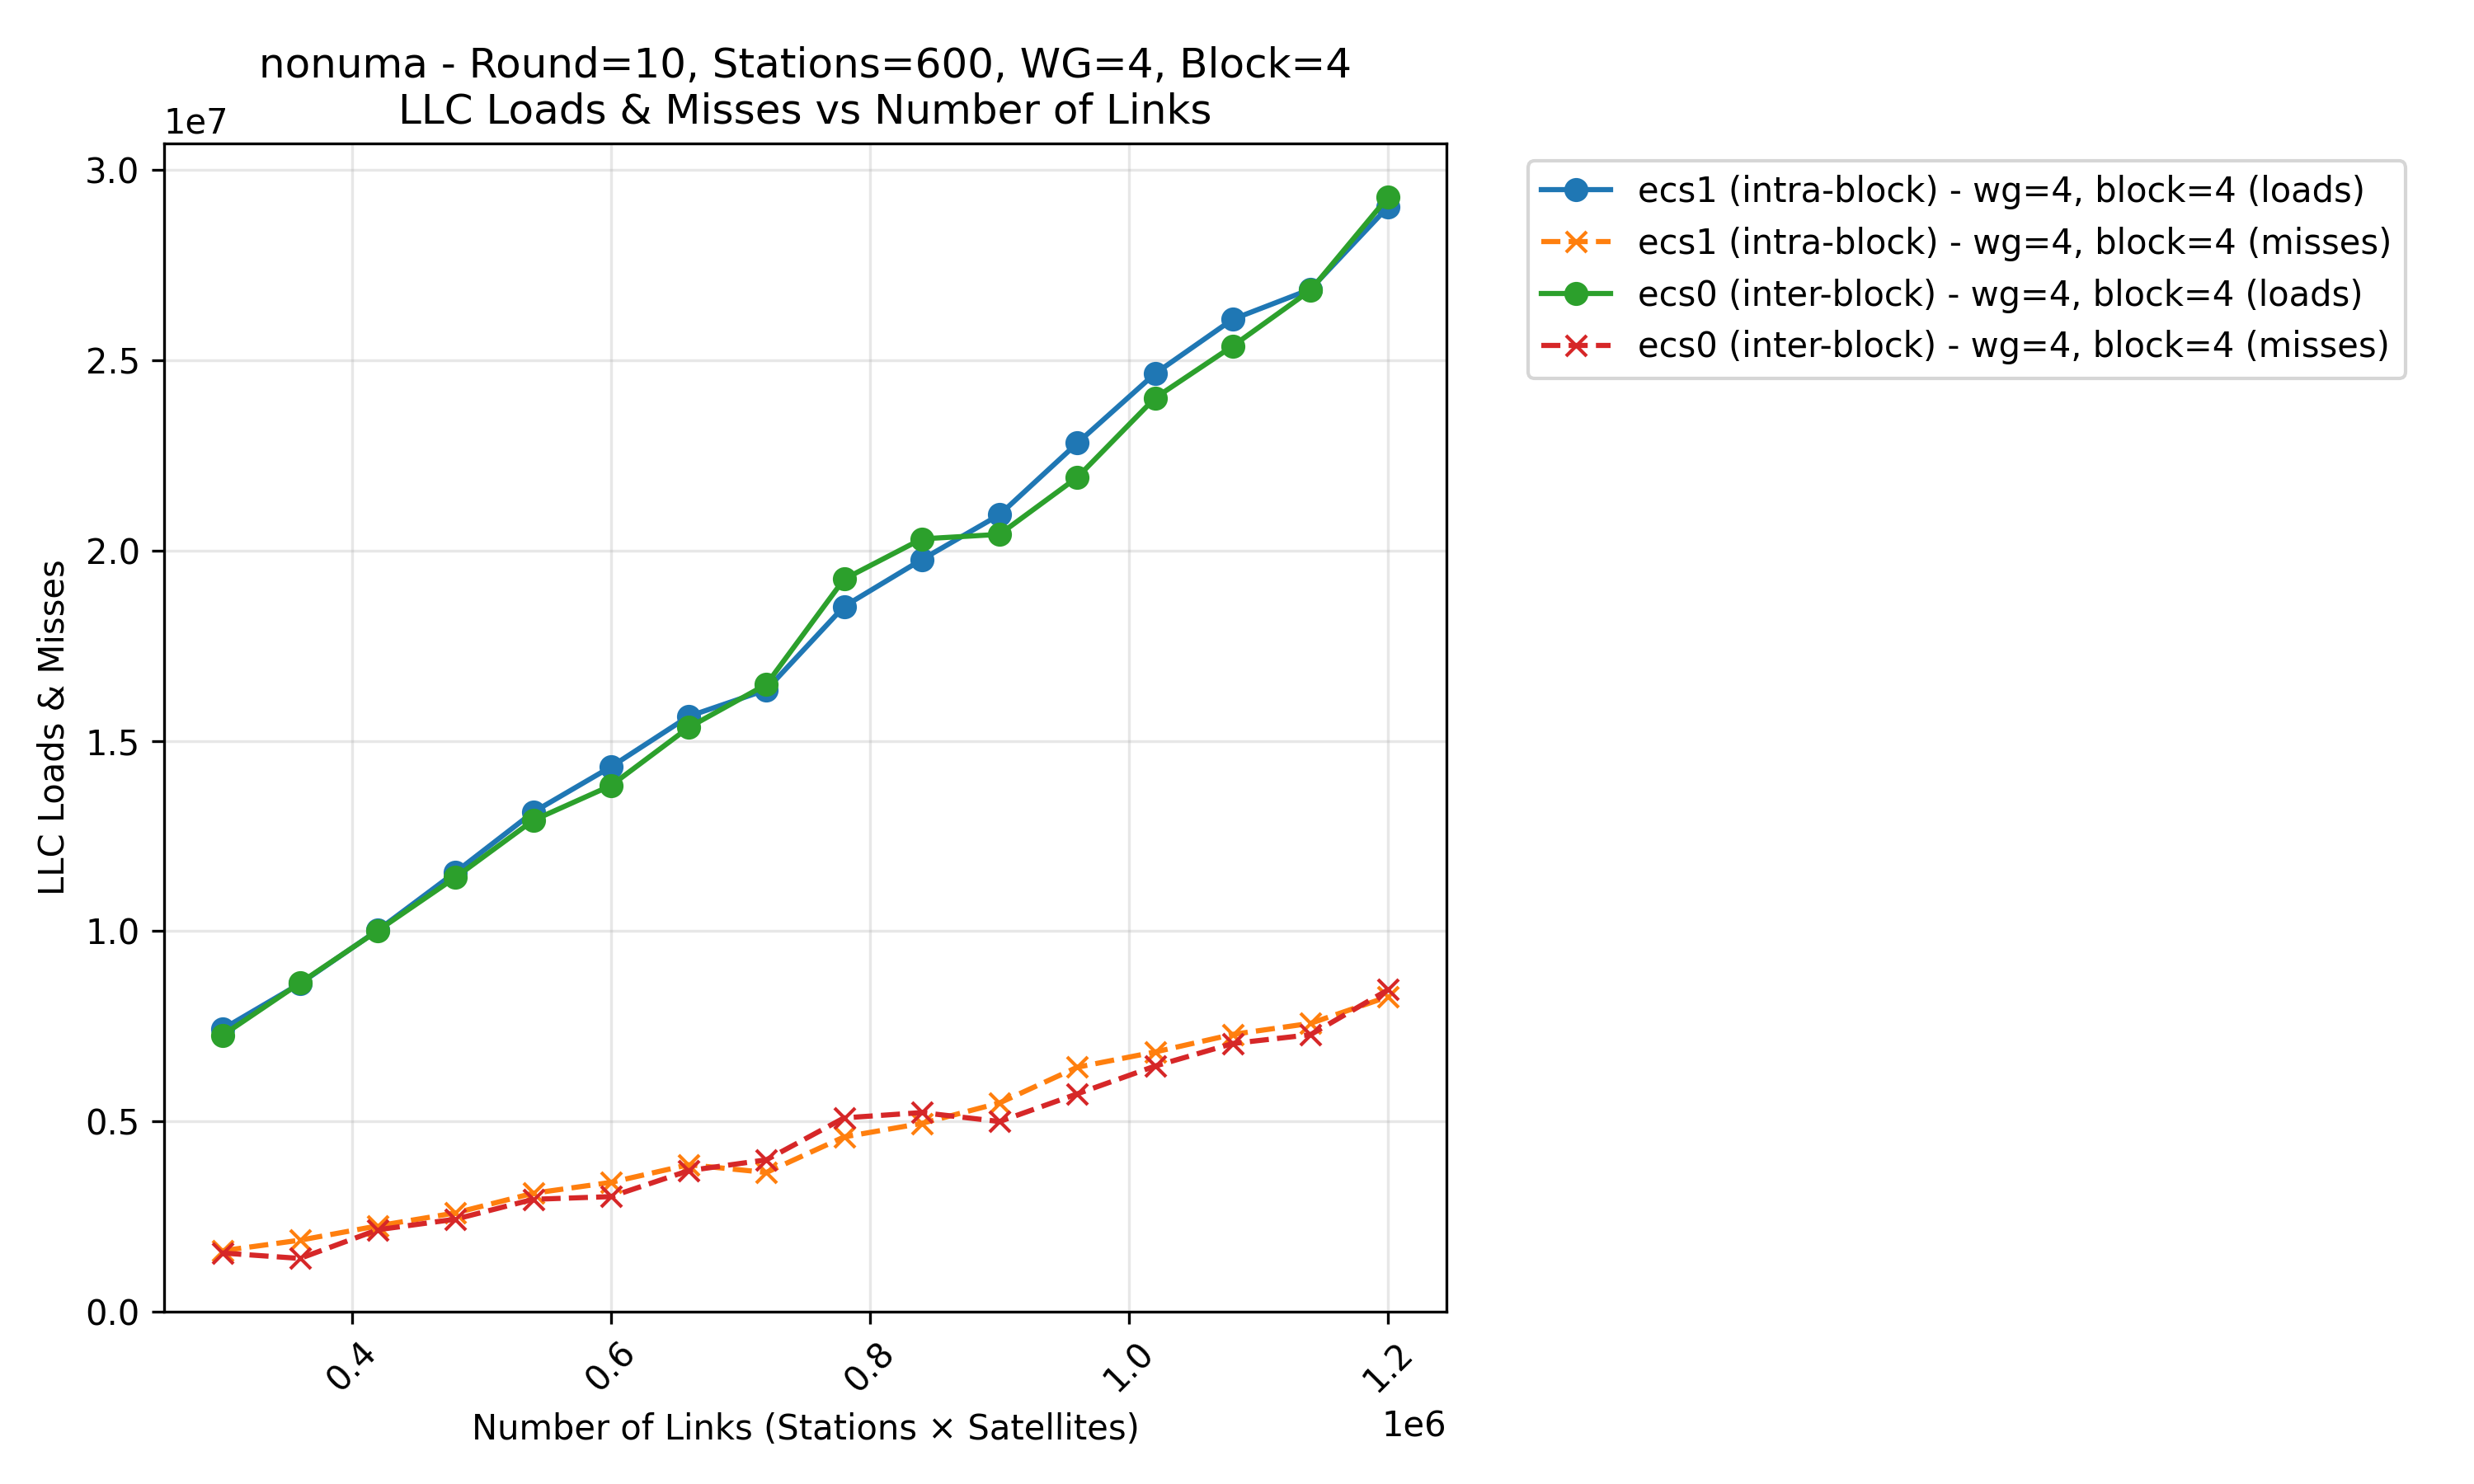 nonuma - Round=10, Stations=600, WG=4, Block=4
LLC Loads & Misses vs Number of Links
1e7
3.0
2.5
2.0
1.5
1.0
0.5
0.0
LLC Loads & Misses
0.4
0.6
0.8
1.0
1.2
1e6
Number of Links (Stations × Satellites)
ecs1 (intra-block) - wg=4, block=4 (loads)
ecs1 (intra-block) - wg=4, block=4 (misses)
ecs0 (inter-block) - wg=4, block=4 (loads)
ecs0 (inter-block) - wg=4, block=4 (misses)